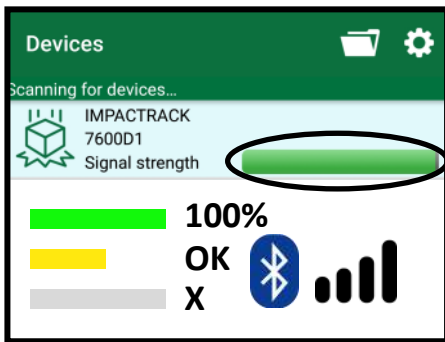 Devices
Scanning for devices...
IMPACTRACK
7600D1
Signal strength
100%
OK
X